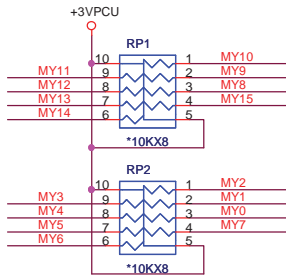 +3VPCU
RP1
10 1 MY10
MY11 9 2 MY9
MY12 8 3 MY8
MY13 7 4 MY15
MY14 6 5
*10KX8
RP2
10 1 MY2
MY3 9 2 MY1
MY4 8 3 MY0
MY5 7 4 MY7
MY6 6 5
*10KX8